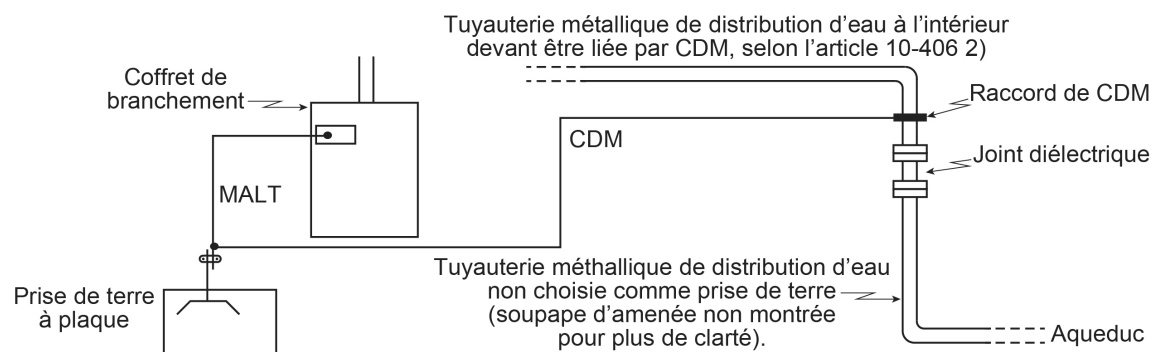 Tuyauterie métallique de distribution d'eau à l'intérieur
devant être liée par CDM, selon l'article 10-406 2)
Coffret de
branchement
Raccord de CDM
CDM
Joint diélectrique
MALT
Tuyauterie méthallique de distribution d'eau
non choisie comme prise de terre
(soupape d'amenée non montrée
pour plus de clarté).
Prise de terre
à plaque
Aqueduc